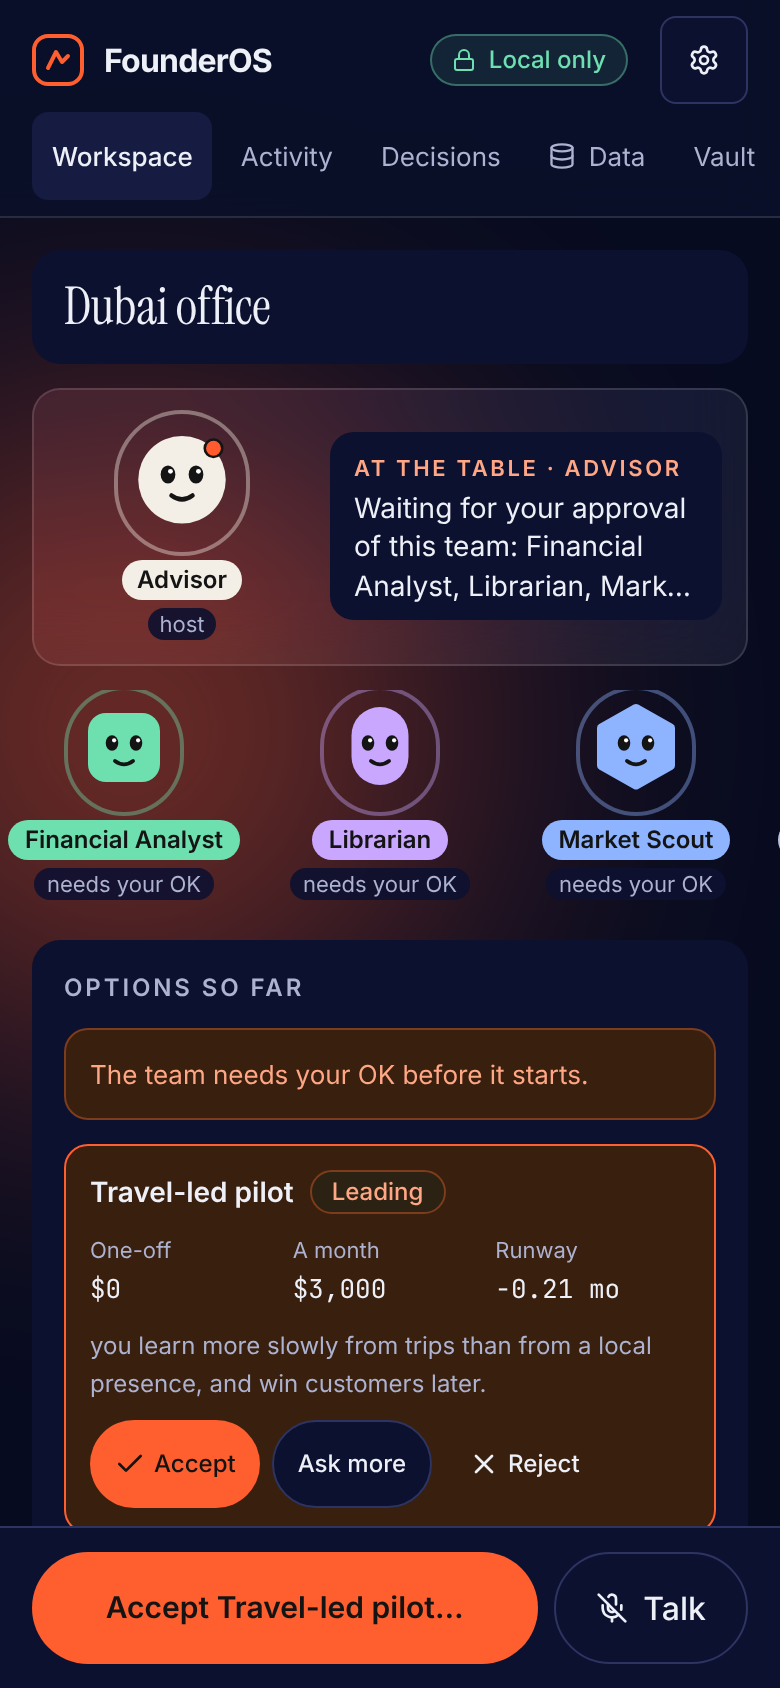 FounderOS
Local only
Workspace
Activity
Decisions
Data
Vault
Dubai office
Advisor
host
AT THE TABLE · ADVISOR
Waiting for your approval
of this team: Financial
Analyst, Librarian, Mark...
Financial Analyst
needs your OK
Librarian
needs your OK
Market Scout
needs your OK
OPTIONS SO FAR
The team needs your OK before it starts.
Travel-led pilot
Leading
One-off
A month
Runway
$0
$3,000
-0.21 mo
you learn more slowly from trips than from a local
presence, and win customers later.
Accept
Ask more
Reject
Accept Travel-led pilot...
Talk